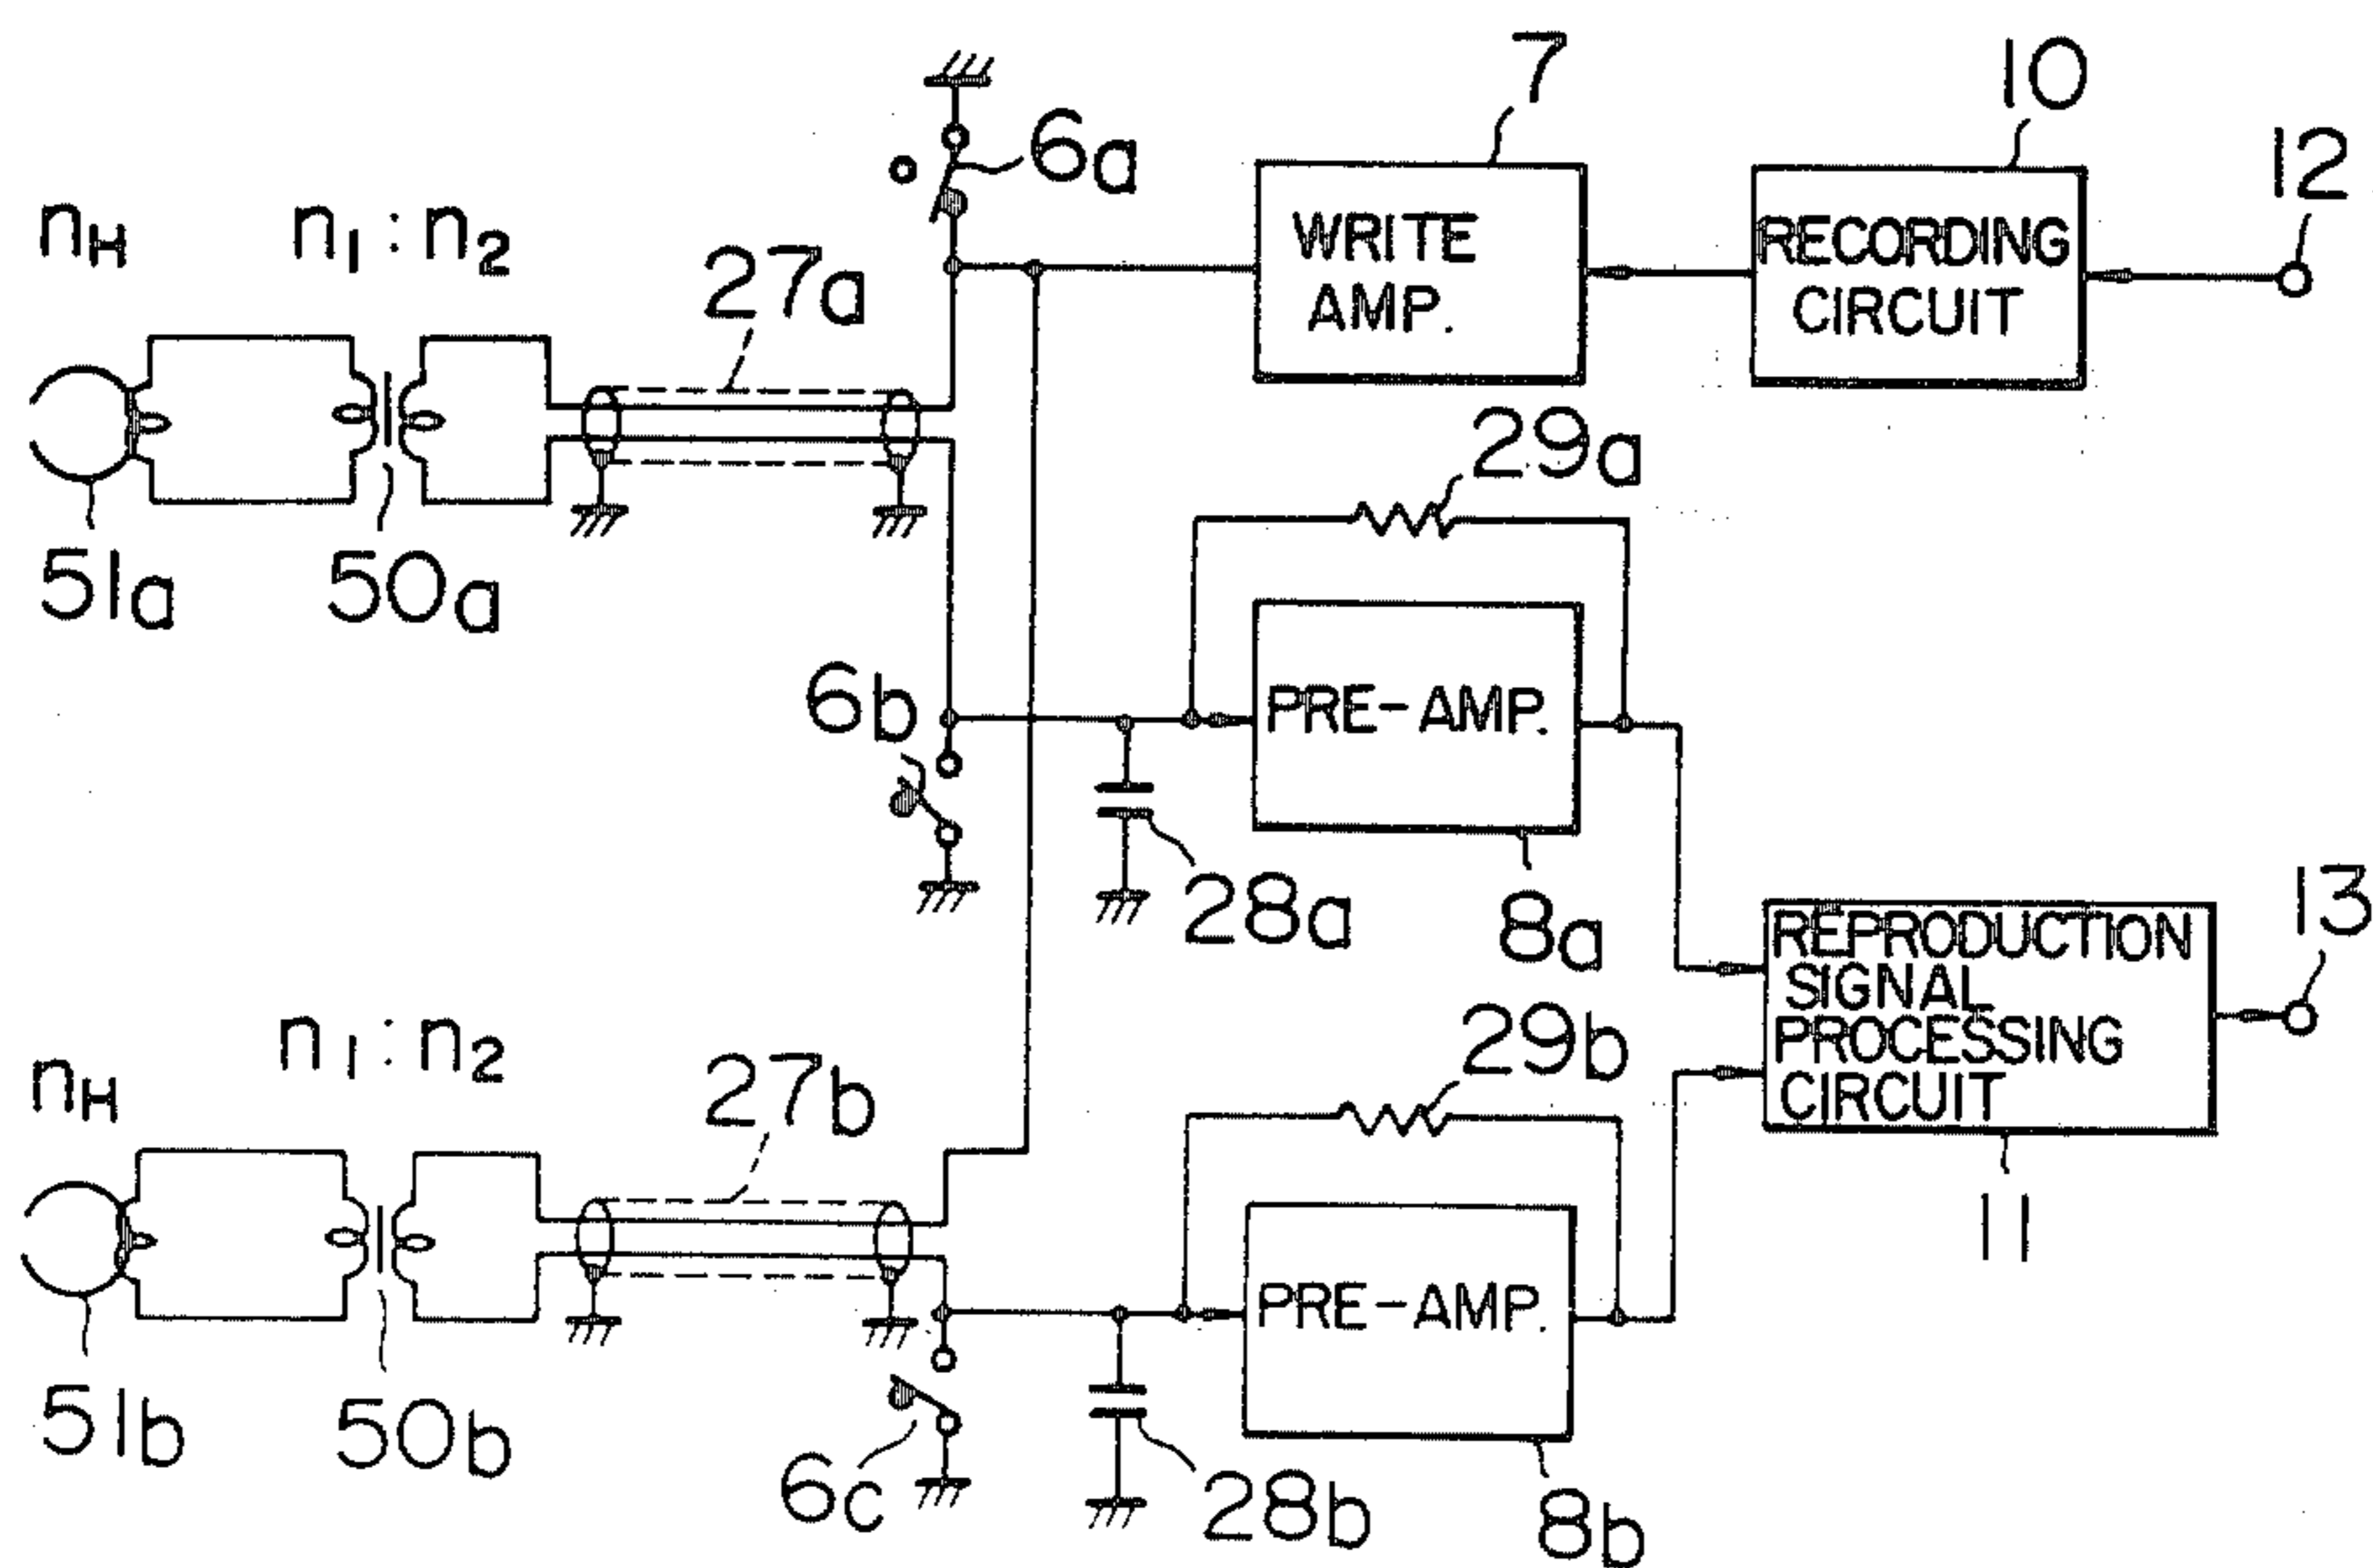 7
10
12
6a
nH
n1 : n2
27a
WRITE
AMP.
RECORDING
CIRCUIT
29a
51a
50a
6b
PRE-AMP.
28a
8a
13
REPRODUCTION
SIGNAL
PROCESSING
CIRCUIT
nH
n1 : n2
27b
29b
11
PRE-AMP.
51b
50b
6c
28b
8b